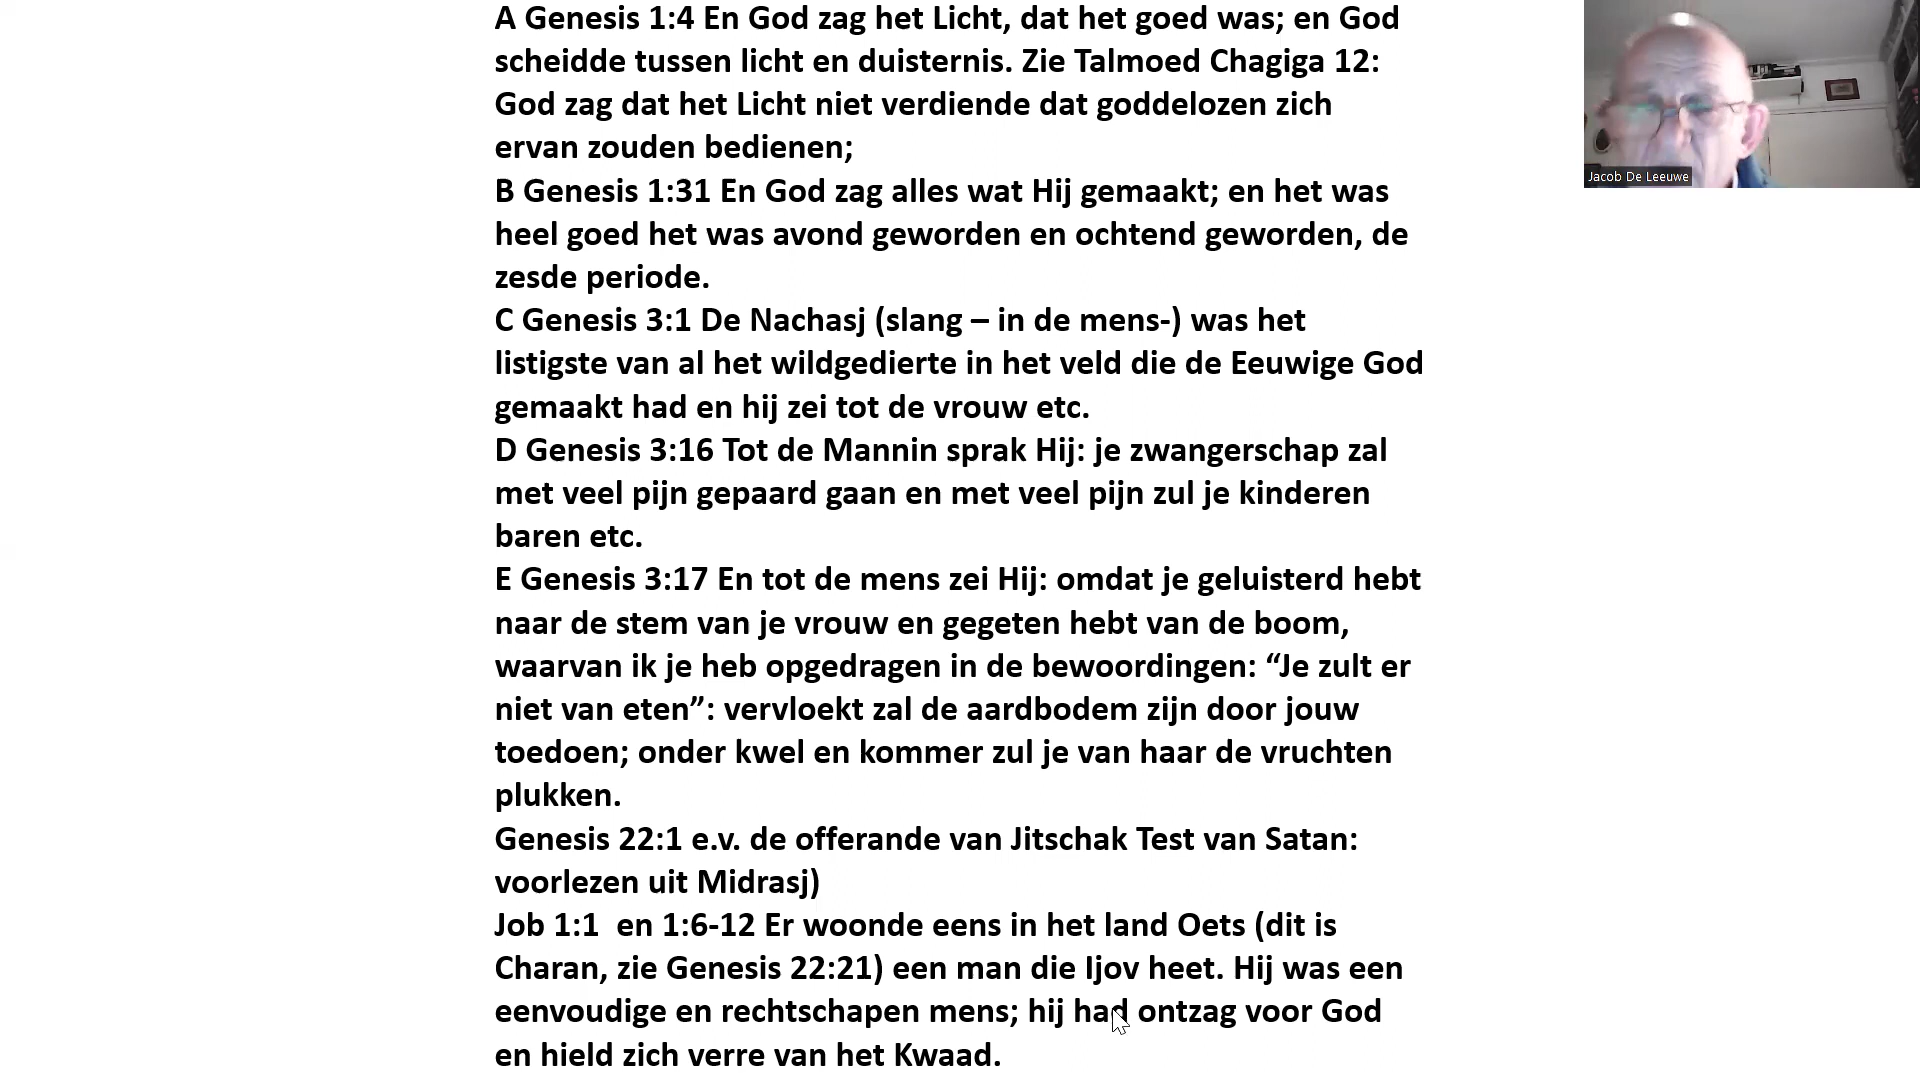 A Genesis 1:4 En God zag het Licht, dat het goed was; en God
scheidde tussen licht en duisternis. Zie Talmoed Chagiga 12:
God zag dat het Licht niet verdiende dat goddelozen zich
ervan zouden bedienen;
B Genesis 1:31 En God zag alles wat Hij gemaakt; en het was
heel goed het was avond geworden en ochtend geworden, de
zesde periode.
C Genesis 3:1 De Nachasj (slang – in de mens-) was het
listigste van al het wildgedierte in het veld die de Eeuwige God
gemaakt had en hij zei tot de vrouw etc.
D Genesis 3:16 Tot de Mannin sprak Hij: je zwangerschap zal
met veel pijn gepaard gaan en met veel pijn zul je kinderen
baren etc.
E Genesis 3:17 En tot de mens zei Hij: omdat je geluisterd hebt
naar de stem van je vrouw en gegeten hebt van de boom,
waarvan ik je heb opgedragen in de bewoordingen: “Je zult er
niet van eten”: vervloekt zal de aardbodem zijn door jouw
toedoen; onder kwel en kommer zul je van haar de vruchten
plukken.
Genesis 22:1 e.v. de offerande van Jitschak Test van Satan:
voorlezen uit Midrasj)
Job 1:1  en 1:6-12 Er woonde eens in het land Oets (dit is
Charan, zie Genesis 22:21) een man die Ijov heet. Hij was een
eenvoudige en rechtschapen mens; hij had ontzag voor God
en hield zich verre van het Kwaad.
Jacob De Leeuwe